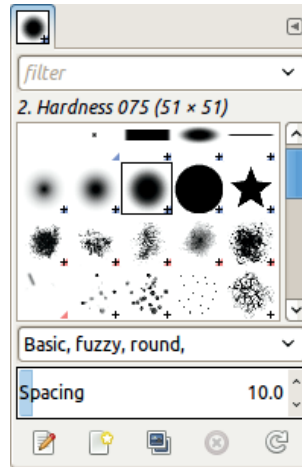 filter
2. Hardness 075 (51 × 51)
Basic, fuzzy, round,
Spacing 10.0